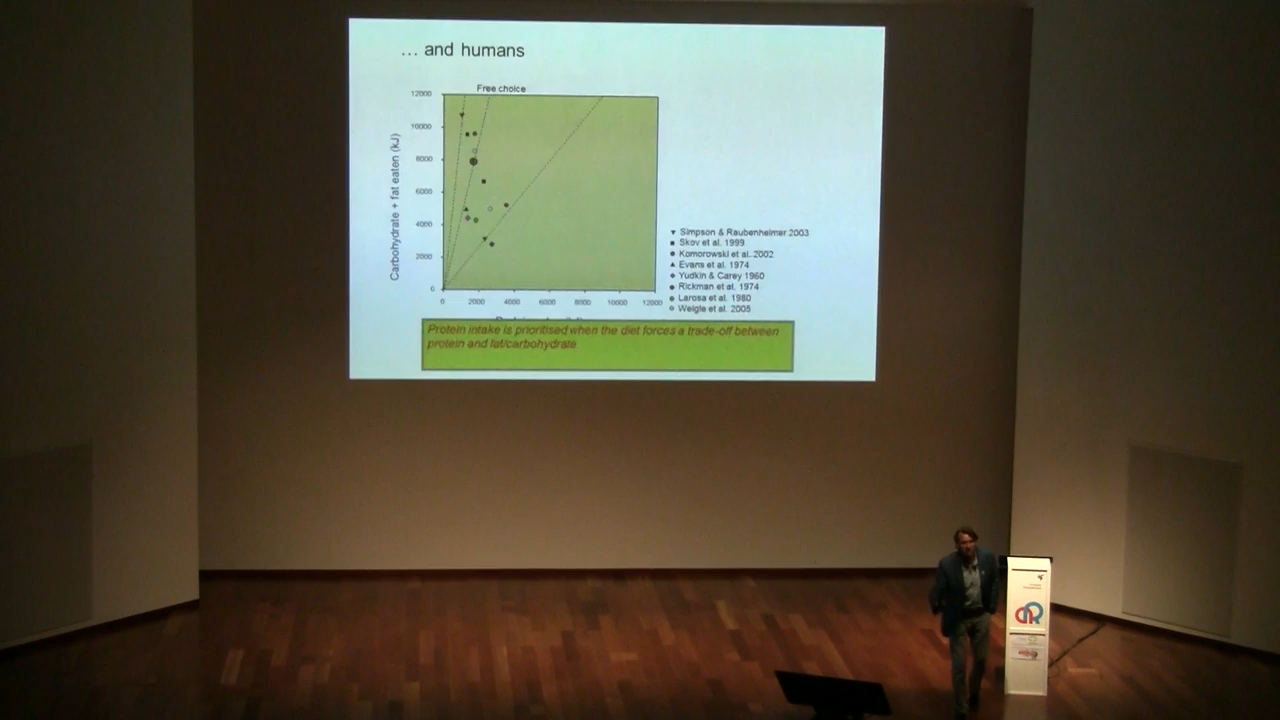 … and humans
Free choice
12000
10000
8000
6000
4000
2000
0
Carbohydrate + fat eaten (kJ)
0 2000 4000 6000 8000 10000 12000
Simpson & Raubenheimer 2003
Skov et al. 1999
Komorowski et al. 2002
Evans et al. 1974
Yudkin & Carey 1960
Rickman et al. 1974
Larosa et al. 1980
Weigle et al. 2005
Protein intake is prioritised when the diet forces a trade-off between
protein and fat/carbohydrate